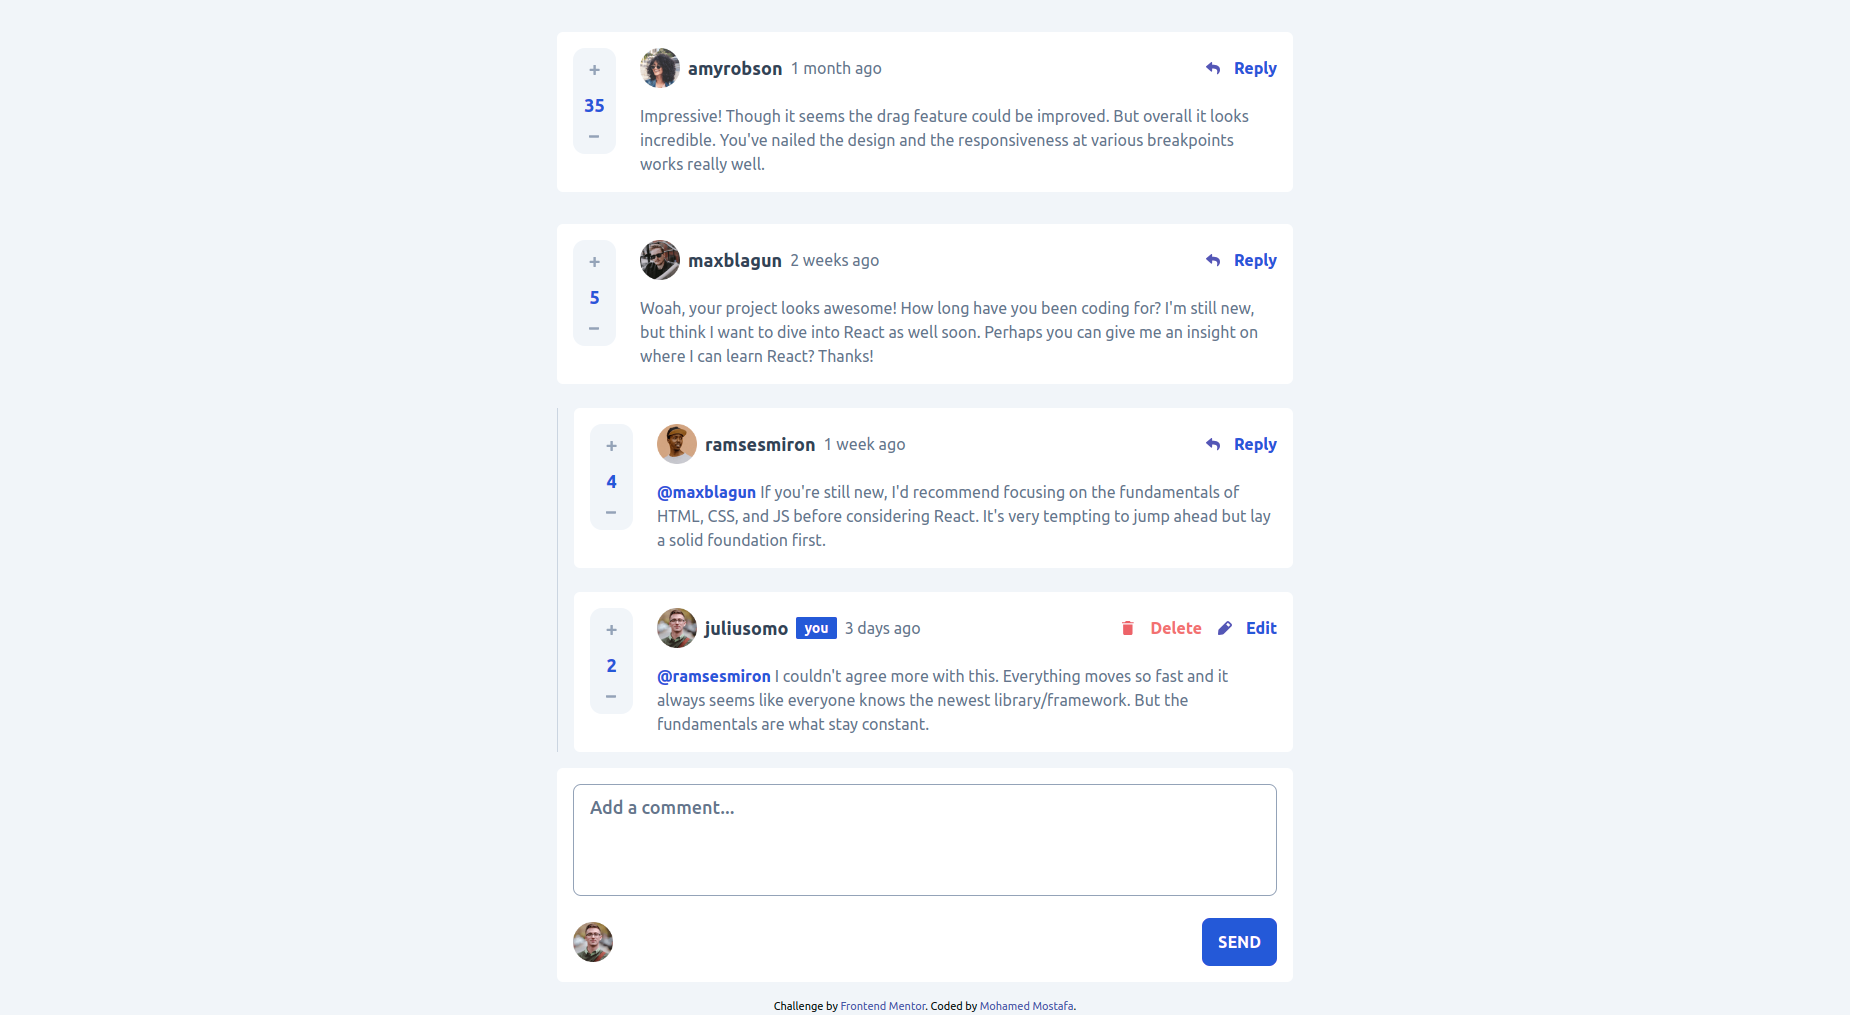 +
35
−
amyrobson 1 month ago Reply
Impressive! Though it seems the drag feature could be improved. But overall it looks
incredible. You've nailed the design and the responsiveness at various breakpoints
works really well.
+
5
−
maxblagun 2 weeks ago Reply
Woah, your project looks awesome! How long have you been coding for? I'm still new,
but think I want to dive into React as well soon. Perhaps you can give me an insight on
where I can learn React? Thanks!
+
4
−
ramsesmiron 1 week ago Reply
@maxblagun If you're still new, I'd recommend focusing on the fundamentals of
HTML, CSS, and JS before considering React. It's very tempting to jump ahead but lay
a solid foundation first.
+
2
−
juliusomo you 3 days ago Delete Edit
@ramsesmiron I couldn't agree more with this. Everything moves so fast and it
always seems like everyone knows the newest library/framework. But the
fundamentals are what stay constant.
Add a comment...
SEND
Challenge by Frontend Mentor. Coded by Mohamed Mostafa.